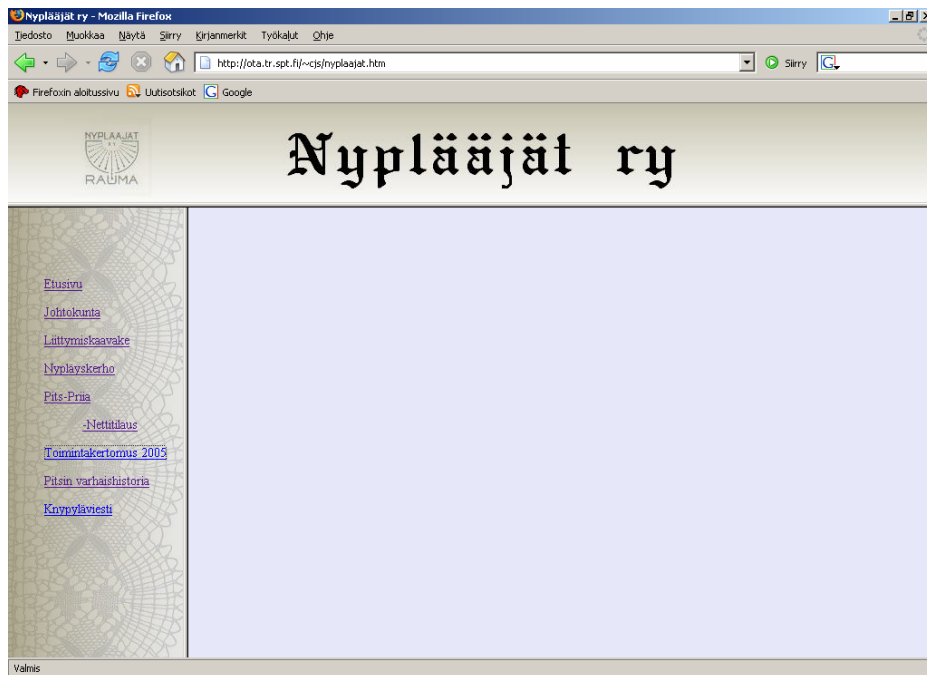 Nyplääjät ry - Mozilla Firefox
Tiedosto Muokkaa Näytä Siirry Kirjanmerkit Työkalut Ohje
http://ota.tr.spt.fi/~cjs/nyplaajat.htm Siirry G
Firefoxin aloitussivu Uutisotsikot G Google
NYPLÄÄJÄT
RY
RAUMA
Nyplääjät ry
Etusivu
Johtokunta
Liittymiskaavake
Nypläyskerho
Pits-Priia
-Nettitilaus
Toimintakertomus 2005
Pitsin varhaishistoria
Knypyläviesti
Valmis